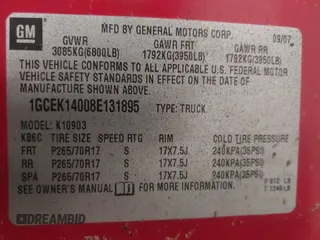 GM
MFD BY GENERAL MOTORS CORP.
09/07
GVWR GAWR FRT GAWR RR
3085KG(6800LB) 1792KG(3950LB) 1792KG(3950LB)
THIS VEHICLE CONFORMS TO ALL APPLICABLE U.S. FEDERAL MOTOR
VEHICLE SAFETY STANDARDS IN EFFECT ON THE DATE OF
MANUFACTURE SHOWN ABOVE.
1GCEK14008E131895 TYPE: TRUCK
MODEL: K10903
KB6C TIRE SIZE SPEED RTG RIM COLD TIRE PRESSURE
FRT P265/70R17 S 17X7.5J 240KPA(35PSI)
RR P265/70R17 S 17X7.5J 240KPA(35PSI)
SPA P265/70R17 S 17X7.5J 240KPA(35PSI)
SEE OWNER'S MANUAL FOR ADDITIONAL INFORMATION.
DREAMBID